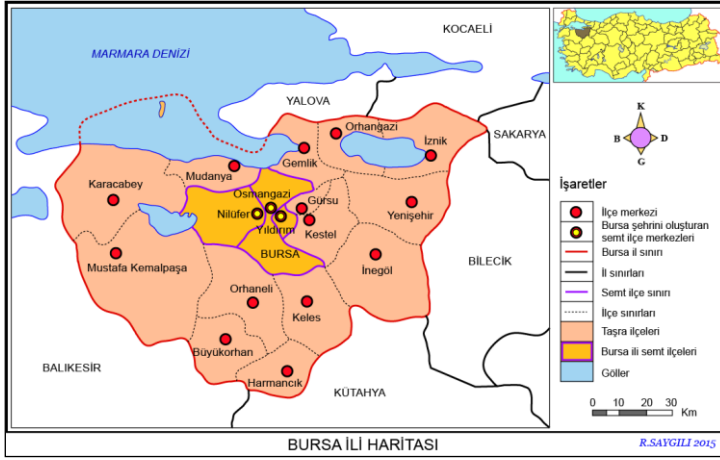 KOCAELİ
MARMARA DENİZİ
YALOVA
SAKARYA
Orhangazi
İznik
Gemlik
Mudanya
Karacabey
Osmangazi
Gürsu
Nilüfer
Yıldırım
Kestel
Yenişehir
BURSA
İnegöl
BİLECİK
Mustafa Kemalpaşa
Orhaneli
Keles
Büyükorhan
Harmancık
BALIKESİR
KÜTAHYA
K
B
D
G
İşaretler
İlçe merkezi
Bursa şehrini oluşturan
semt ilçe merkezleri
Bursa il sınırı
İl sınırları
Semt ilçe sınırı
İlçe sınırları
Taşra ilçeleri
Bursa ili semt ilçeleri
Göller
0 10 20 30
Km
BURSA İLİ HARİTASI
R.SAYGILI 2015